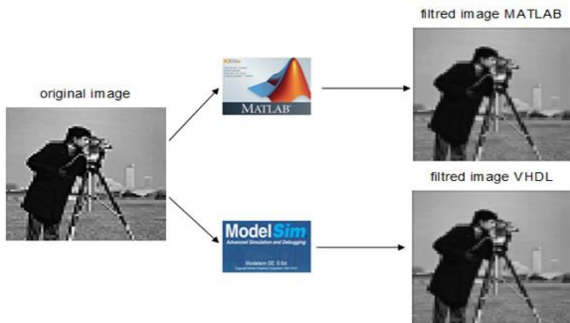 filtred image MATLAB
original image
MATLAB
filtred image VHDL
ModelSim
Advanced Simulation and Debugging